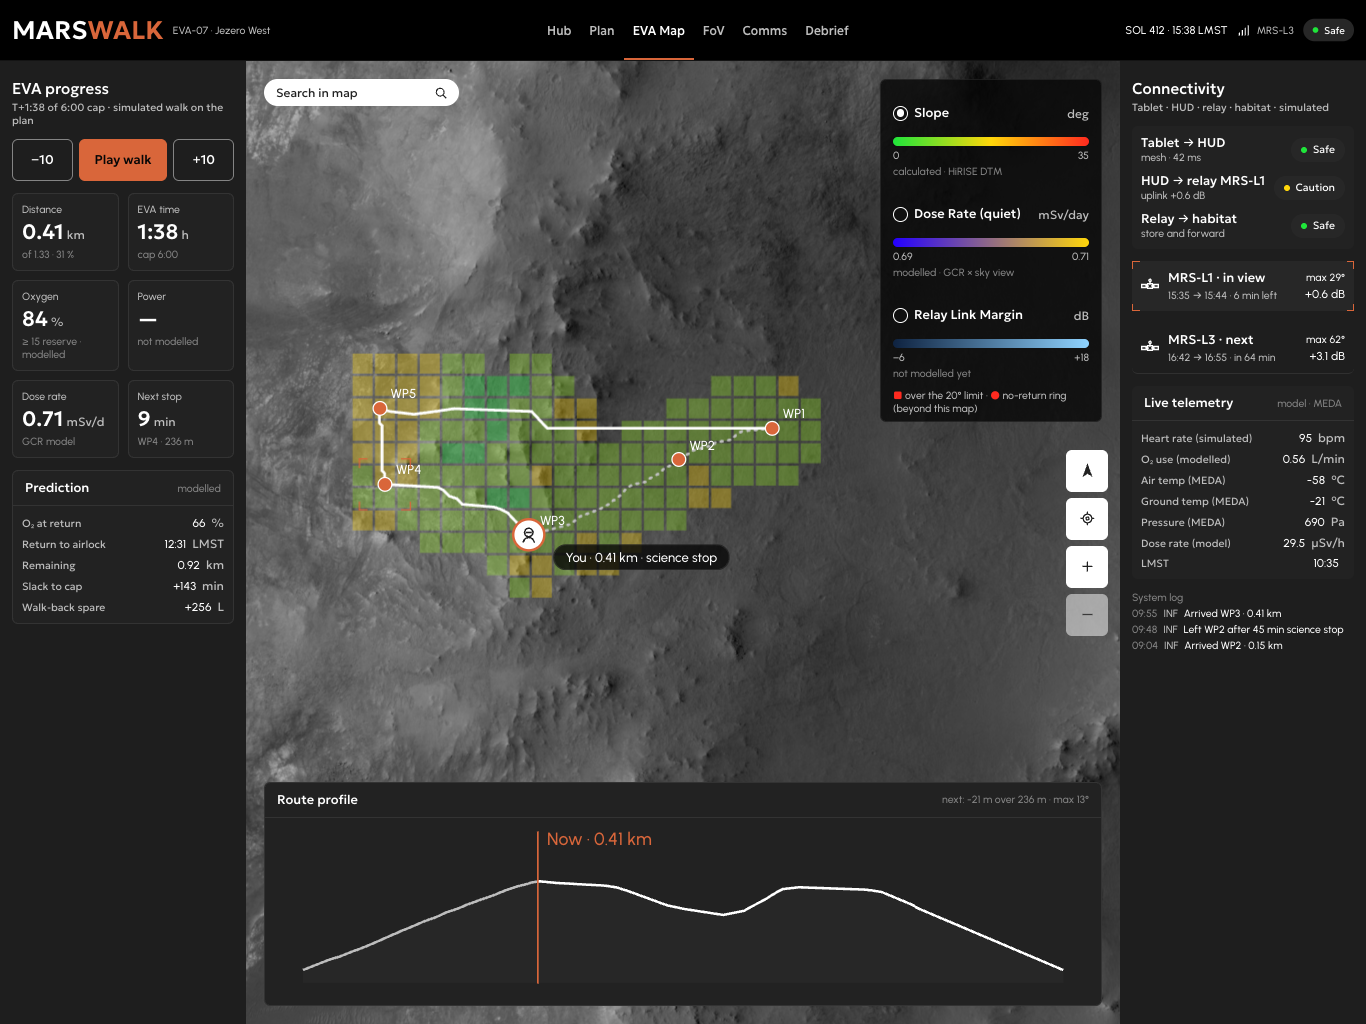 MARSWALK
EVA-07 · Jezero West
Hub
Plan
EVA Map
FoV
Comms
Debrief
SOL 412 · 15:38 LMST
MRS-L3
Safe
EVA progress
T+1:38 of 6:00 cap · simulated walk on the
plan
−10
Play walk
+10
Distance
0.41 km
of 1.33 · 31 %
EVA time
1:38 h
cap 6:00
Oxygen
84 %
≥ 15 reserve ·
modelled
Power
—
not modelled
Dose rate
0.71 mSv/d
GCR model
Next stop
9 min
WP4 · 236 m
Prediction
modelled
O₂ at return 66 %
Return to airlock 12:31 LMST
Remaining 0.92 km
Slack to cap +143 min
Walk-back spare +256 L
Search in map
Slope deg
0 35
calculated · HiRISE DTM
Dose Rate (quiet) mSv/day
0.69 0.71
modelled · GCR × sky view
Relay Link Margin dB
−6 +18
not modelled yet
over the 20° limit · no-return ring
(beyond this map)
WP5
WP1
WP2
WP4
WP3
You · 0.41 km · science stop
+
−
Route profile
next: -21 m over 236 m · max 13°
Now · 0.41 km
Connectivity
Tablet · HUD · relay · habitat · simulated
Tablet → HUD
mesh · 42 ms
Safe
HUD → relay MRS-L1
uplink +0.6 dB
Caution
Relay → habitat
store and forward
Safe
MRS-L1 · in view
15:35 → 15:44 · 6 min left
max 29°
+0.6 dB
MRS-L3 · next
16:42 → 16:55 · in 64 min
max 62°
+3.1 dB
Live telemetry
model · MEDA
Heart rate (simulated) 95 bpm
O₂ use (modelled) 0.56 L/min
Air temp (MEDA) -58 °C
Ground temp (MEDA) -21 °C
Pressure (MEDA) 690 Pa
Dose rate (model) 29.5 µSv/h
LMST 10:35
System log
09:55 INF Arrived WP3 · 0.41 km
09:48 INF Left WP2 after 45 min science stop
09:04 INF Arrived WP2 · 0.15 km